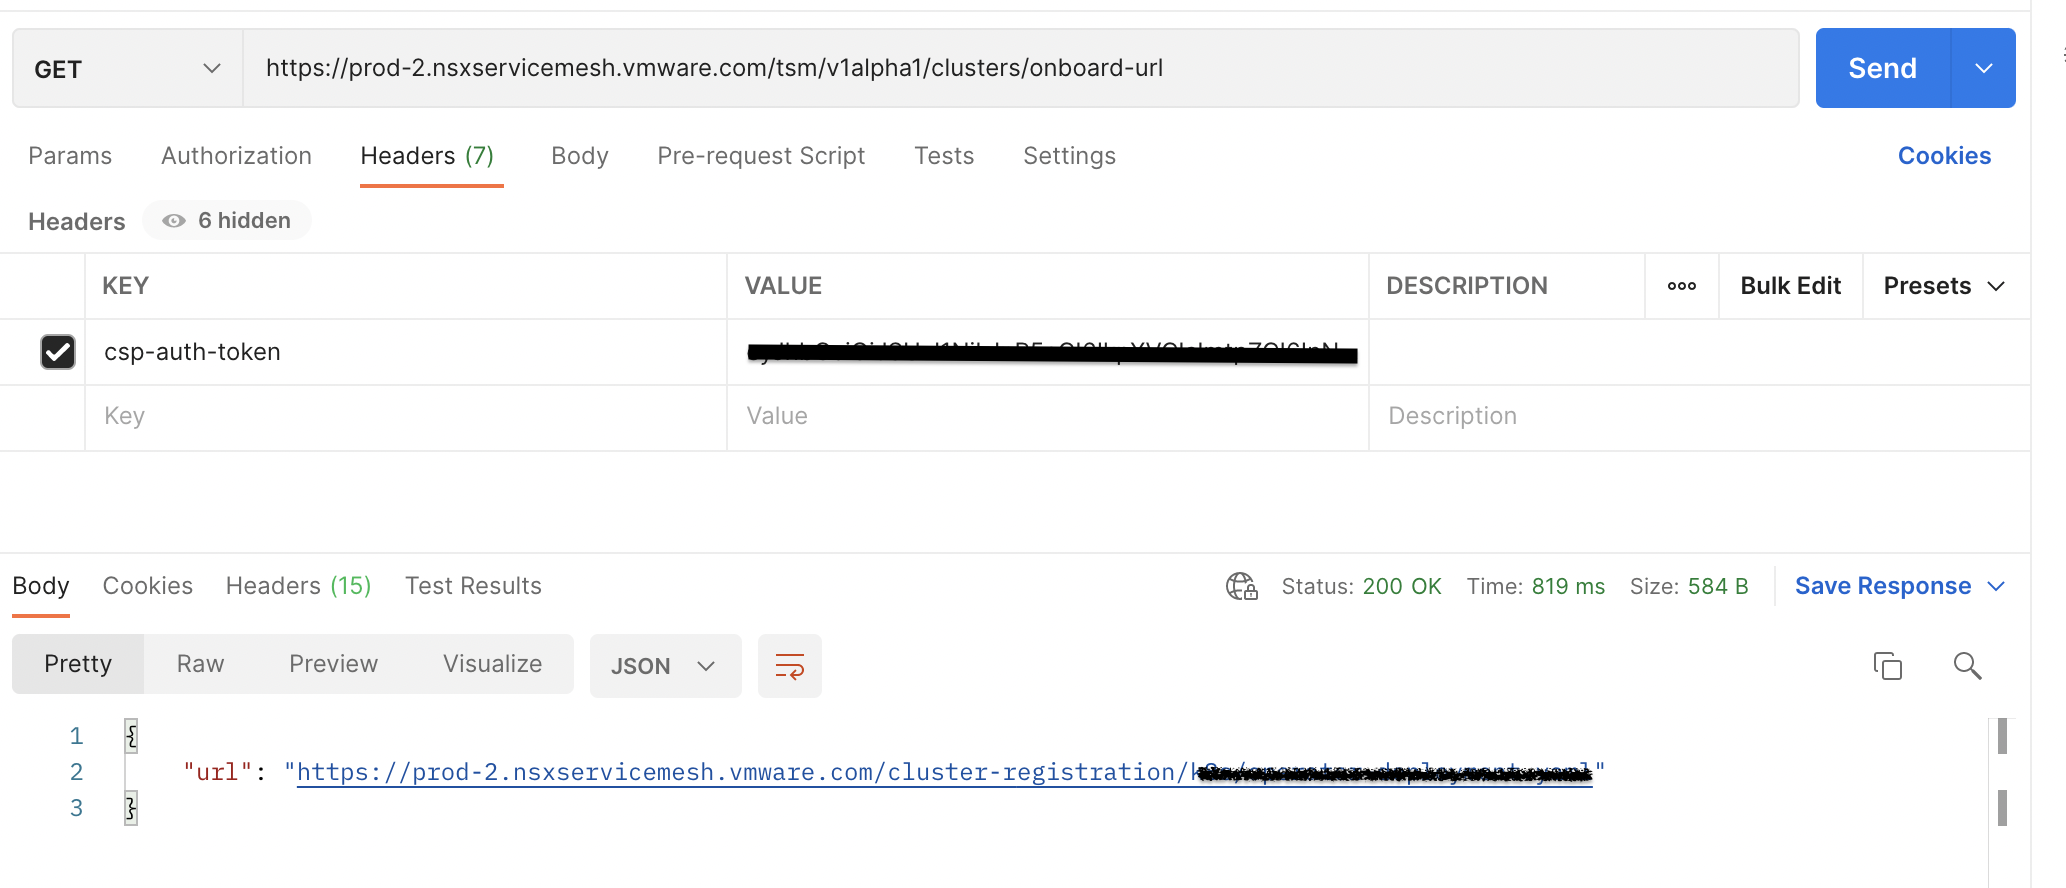 GET https://prod-2.nsxservicemesh.vmware.com/tsm/v1alpha1/clusters/onboard-url Send
Params Authorization Headers (7) Body Pre-request Script Tests Settings Cookies
Headers 6 hidden
KEY VALUE DESCRIPTION ooo Bulk Edit Presets
csp-auth-token
Key Value Description
Body Cookies Headers (15) Test Results Status: 200 OK Time: 819 ms Size: 584 B Save Response
Pretty Raw Preview Visualize JSON
1 {
2 "url": "https://prod-2.nsxservicemesh.vmware.com/cluster-registration/"
3 }